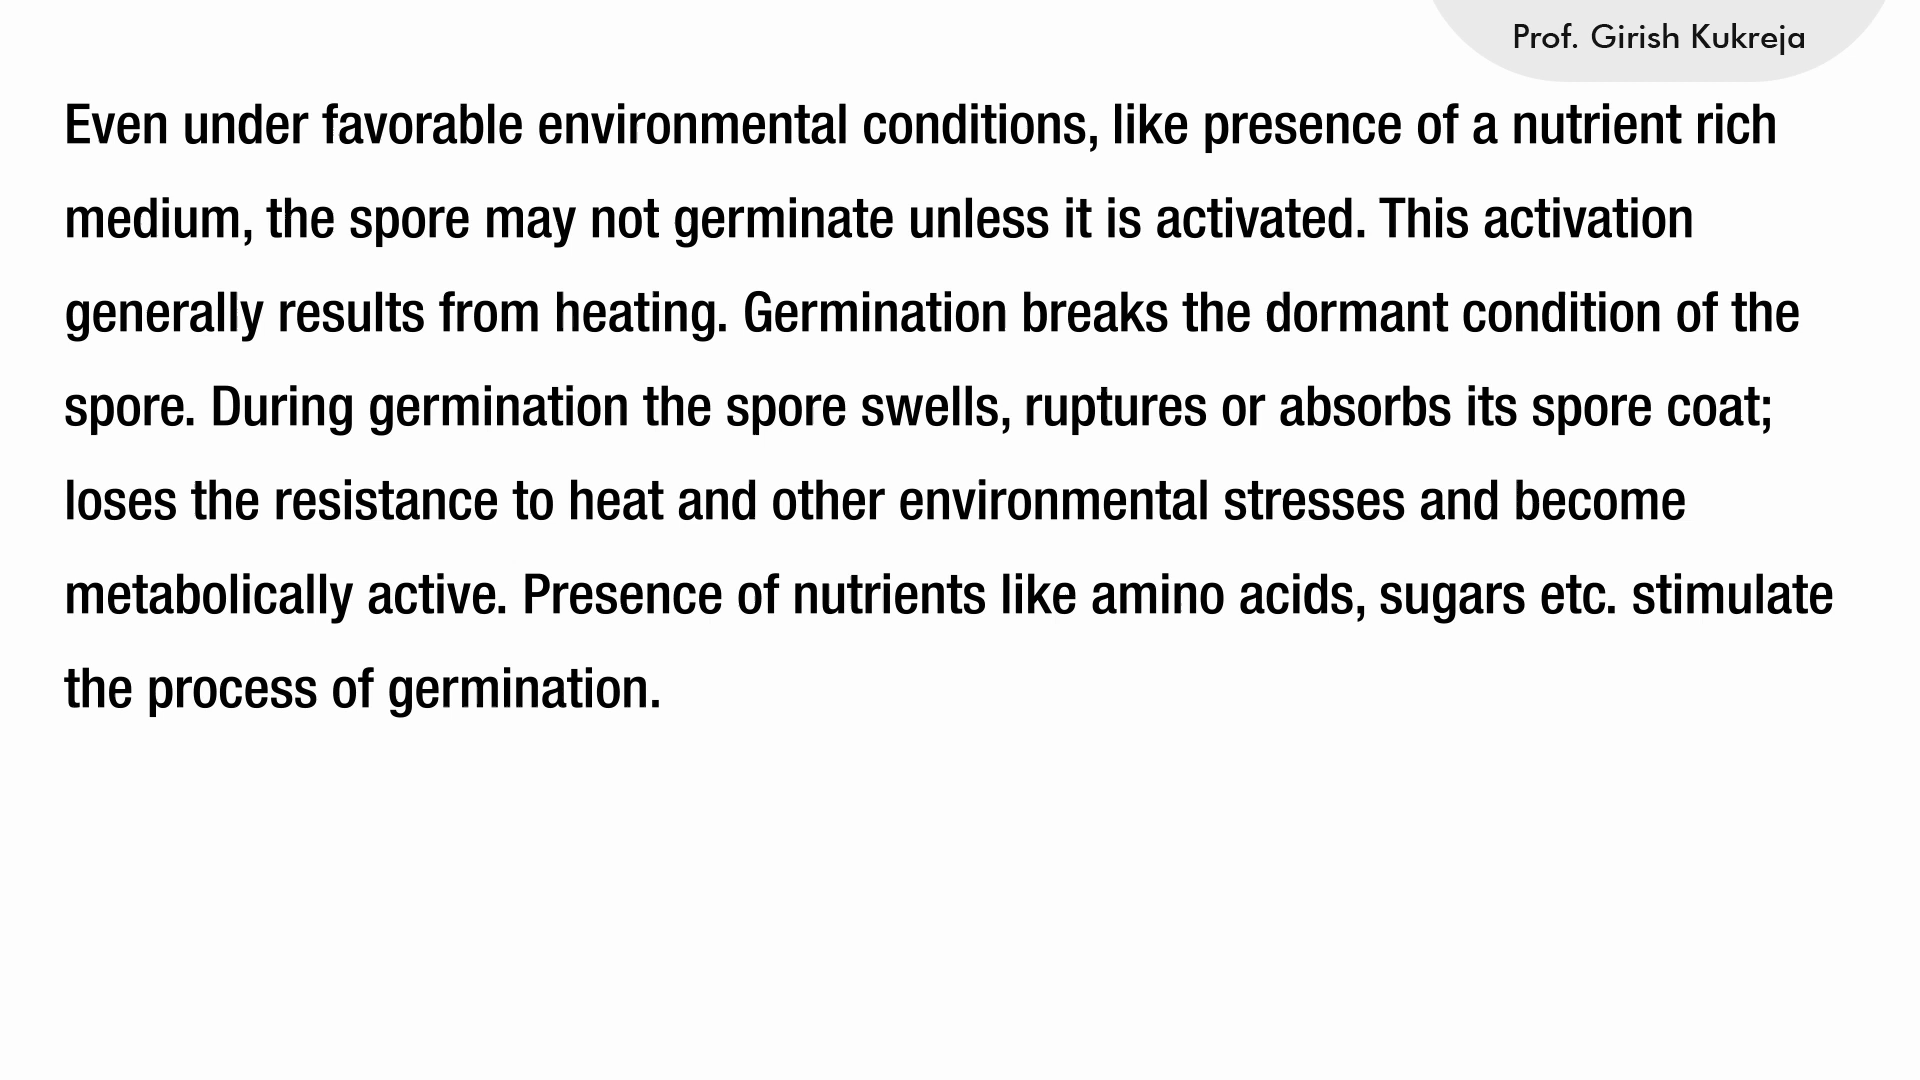 Prof. Girish Kukreja
Even under favorable environmental conditions, like presence of a nutrient rich
medium, the spore may not germinate unless it is activated. This activation
generally results from heating. Germination breaks the dormant condition of the
spore. During germination the spore swells, ruptures or absorbs its spore coat;
loses the resistance to heat and other environmental stresses and become
metabolically active. Presence of nutrients like amino acids, sugars etc. stimulate
the process of germination.